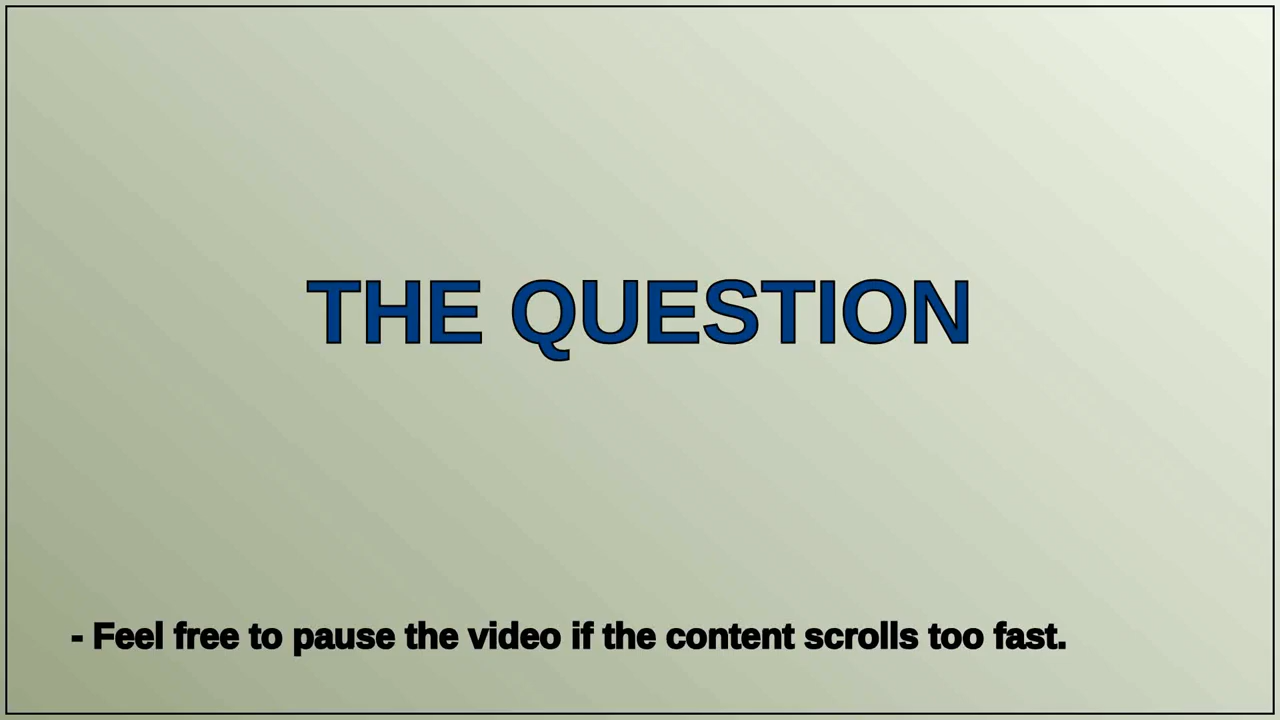 THE QUESTION
- Feel free to pause the video if the content scrolls too fast.